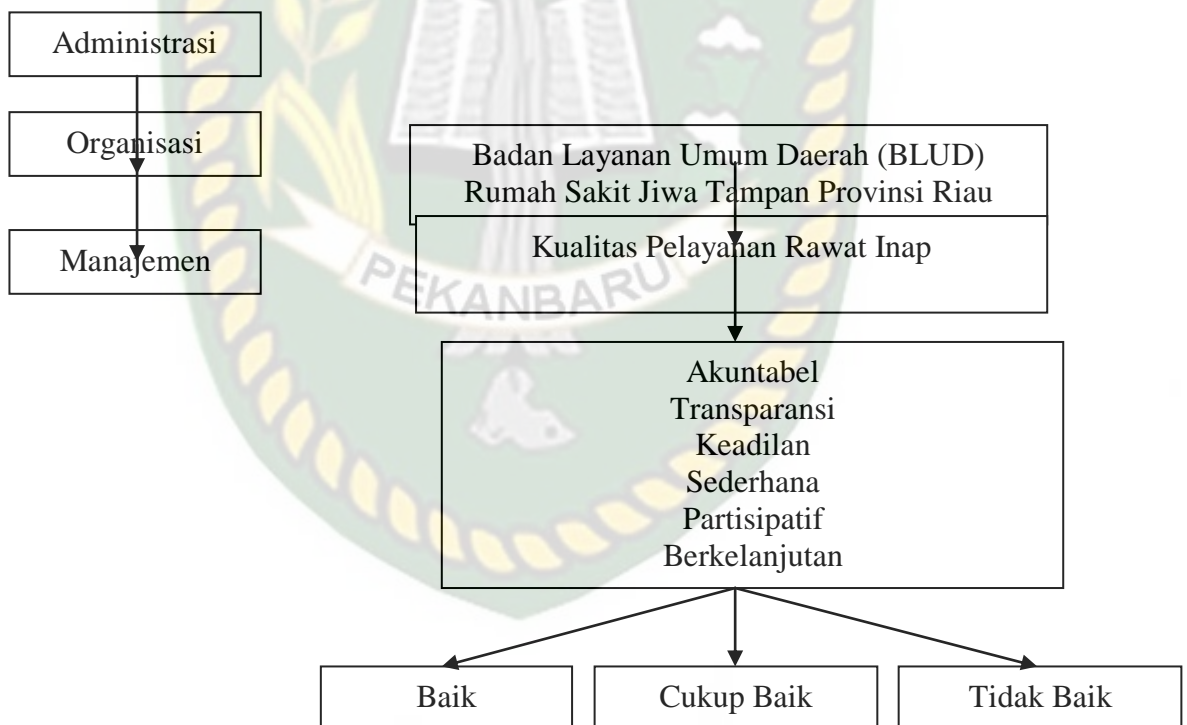 Administrasi
Organisasi
Manajemen
Badan Layanan Umum Daerah (BLUD)
Rumah Sakit Jiwa Tampan Provinsi Riau
Kualitas Pelayanan Rawat Inap
PEKANBARU
Akuntabel
Transparansi
Keadilan
Sederhana
Partisipatif
Berkelanjutan
Baik
Cukup Baik
Tidak Baik